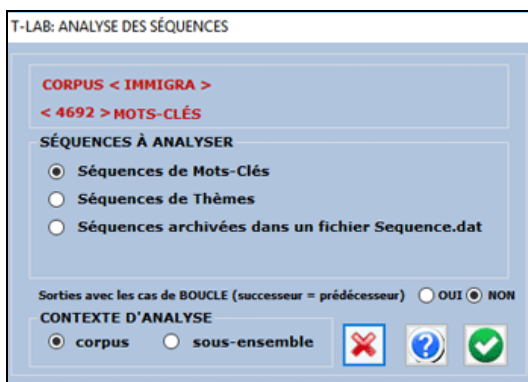 T-LAB: ANALYSE DES SÉQUENCES
CORPUS < IMMIGRA >
< 4692 > MOTS-CLÉS
SÉQUENCES À ANALYSER
Séquences de Mots-Clés
Séquences de Thèmes
Séquences archivées dans un fichier Sequence.dat
Sorties avec les cas de BOUCLE (successeur = prédécesseur) OUI NON
CONTEXTE D'ANALYSE
corpus sous-ensemble ?